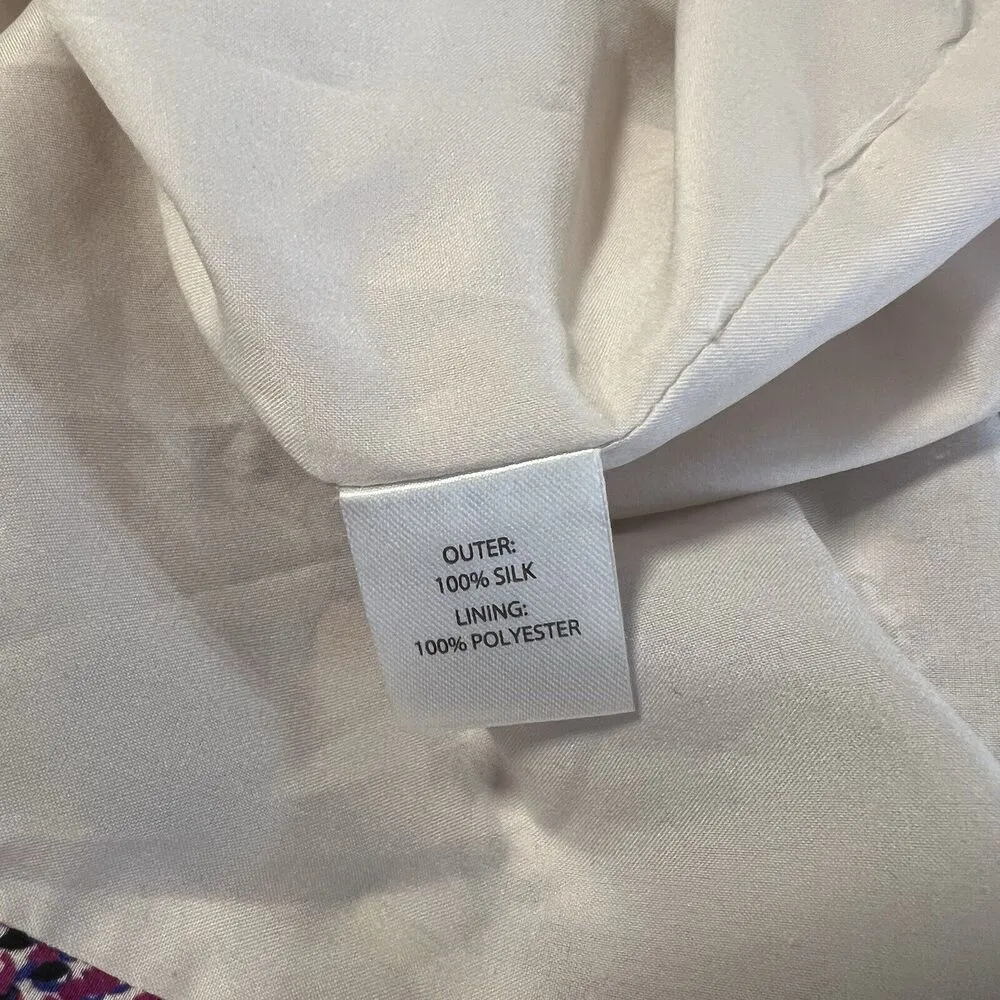 OUTER:
100% SILK
LINING:
100% POLYESTER